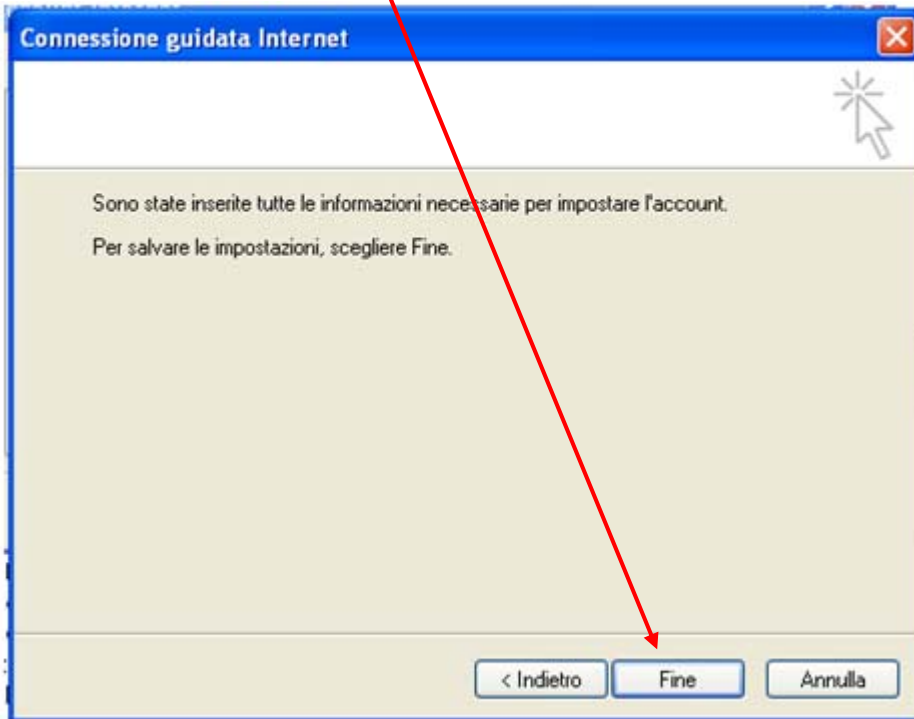 Connessione guidata Internet
Sono state inserite tutte le informazioni necessarie per impostare l'account.
Per salvare le impostazioni, scegliere Fine.
< Indietro Fine Annulla